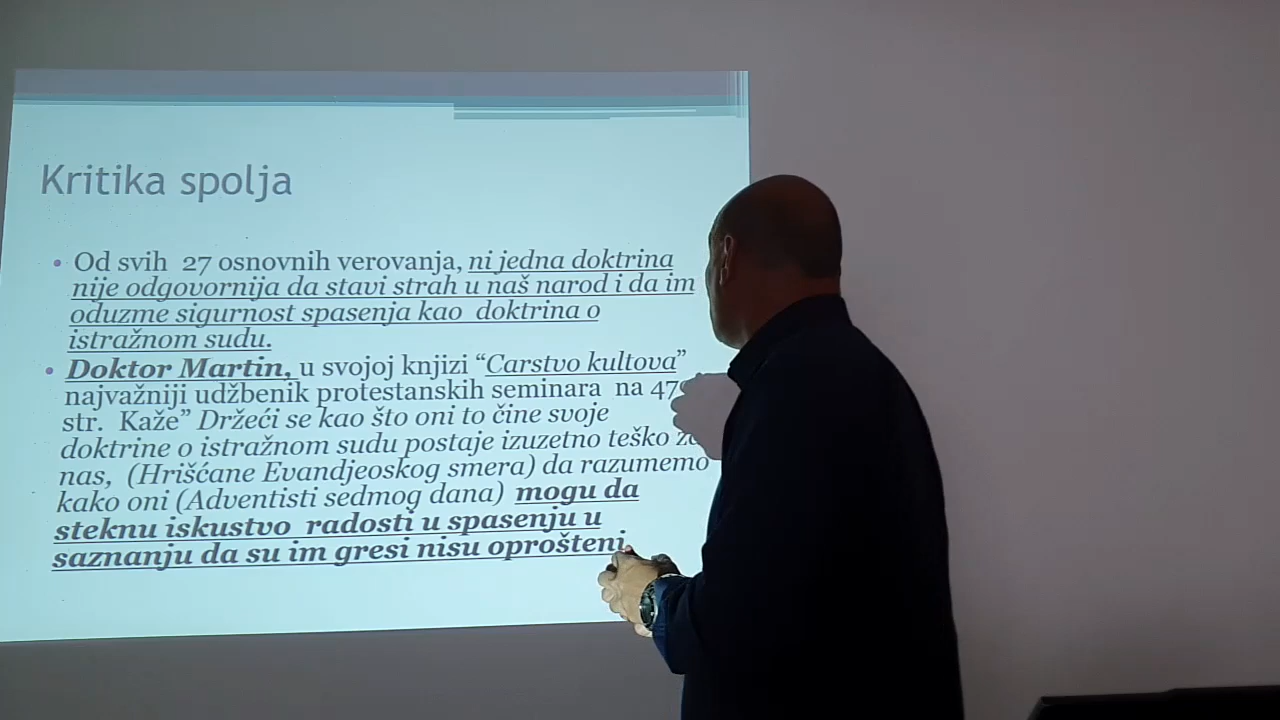 Kritika spolja
• Od svih 27 osnovnih verovanja, ni jedna doktrina
nije odgovornija da stavi strah u naš narod i da im
oduzme sigurnost spasenja kao doktrina o
istražnom sudu.
• Doktor Martin, u svojoj knjizi “Carstvo kultova”
najvažniji udžbenik protestanskih seminara na
str. Kaže” Držeći se kao što oni to čine svoje
doktrine o istražnom sudu postaje izuzetno teško
nas, (Hrišćane Evandjeoskog smera) da razumemo
kako oni (Adventisti sedmog dana) mogu da
steknu iskustvo radosti u spasenju u
saznanju da su im gresi nisu oprošteni.